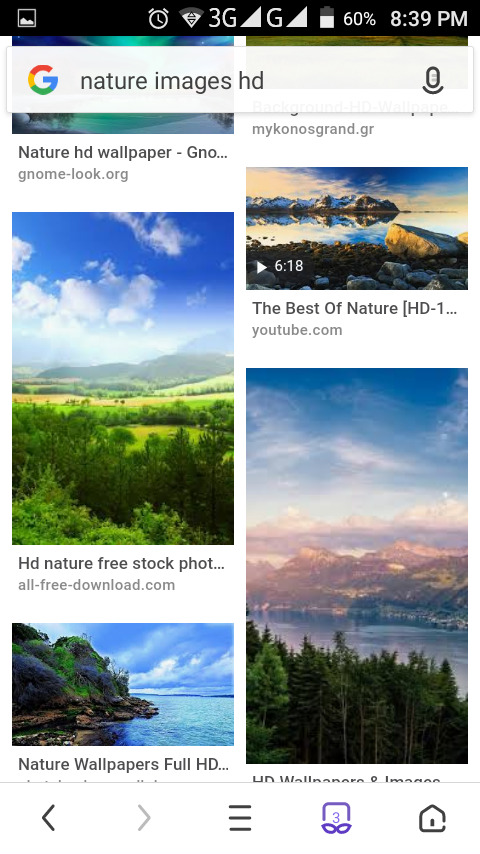 3G G 60% 8:39 PM
nature images hd
Background-HD-Wallpape...
mykonosgrand.gr
Nature hd wallpaper - Gno...
gnome-look.org
6:18
The Best Of Nature [HD-1...
youtube.com
Hd nature free stock phot...
all-free-download.com
Nature Wallpapers Full HD...
HD Wallpapers & Images
3